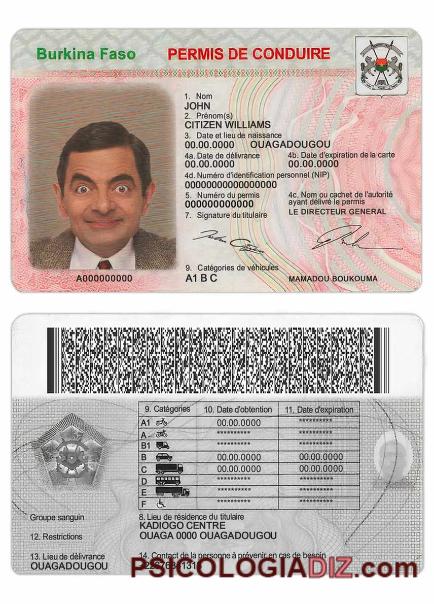 Burkina Faso PERMIS DE CONDUIRE
1. Nom
JOHN
2. Prénom(s)
CITIZEN WILLIAMS
3. Date et lieu de naissance
00.00.0000 OUAGADOUGOU
4a. Date de délivrance 4b. Date d'expiration de la carte
00.00.0000 00.00.0000
4d. Numéro d'identification personnel (NIP)
00000000000000000
5. Numéro du permis 4c. Nom ou cachet de l'autorité
000000000000 ayant délivré le permis
7. Signature du titulaire LE DIRECTEUR GENERAL
9. Catégories de véhicules
A000000000 A1 B C MAMADOU BOUKOUMA
9. Catégories 10. Date d'obtention 11. Date d'expiration
A1 00.00.0000 **********
A ********** **********
B1 ********** **********
B 00.00.0000 00.00.0000
C 00.00.0000 00.00.0000
D ********** **********
E ********** **********
F ********** **********
Groupe sanguin 8. Lieu de résidence du titulaire
KADIOGO CENTRE
12. Restrictions OUAGA 0000 OUAGADOUGOU
13. Lieu de délivrance 14. Contact de la personne à prévenir en cas de besoin
OUAGADOUGOU
PSICOLOGIADIZ.com